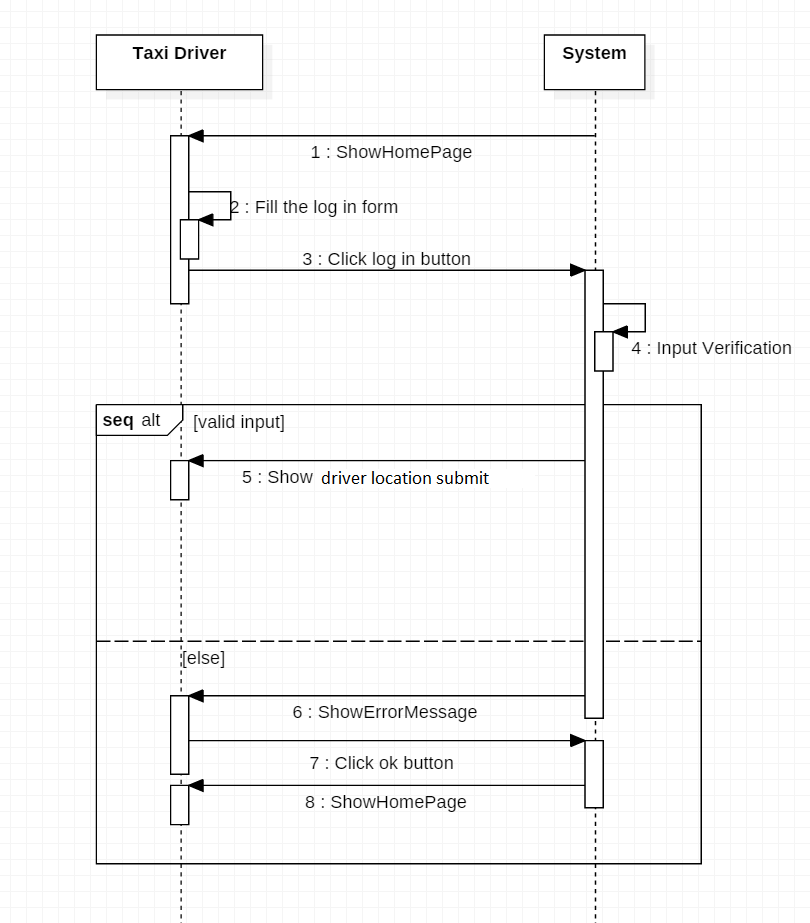 Taxi Driver
System
1 : ShowHomePage
2 : Fill the log in form
3 : Click log in button
4 : Input Verification
seq alt
[valid input]
5 : Show driver location submit
[else]
6 : ShowErrorMessage
7 : Click ok button
8 : ShowHomePage